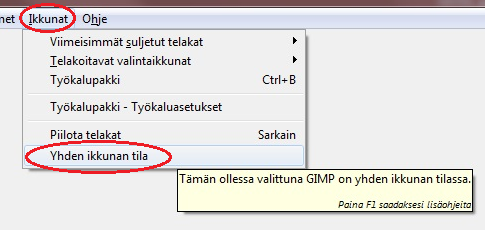 net Ikkunat Ohje
Viimeisimmät suljetut telakat
Telakoitavat valintaikkunat
Työkalupakki Ctrl+B
Työkalupakki - Työkaluasetukset
Piilota telakat Sarkain
Yhden ikkunan tila
Tämän ollessa valittuna GIMP on yhden ikkunan tilassa.
Paina F1 saadaksesi lisäohjeita